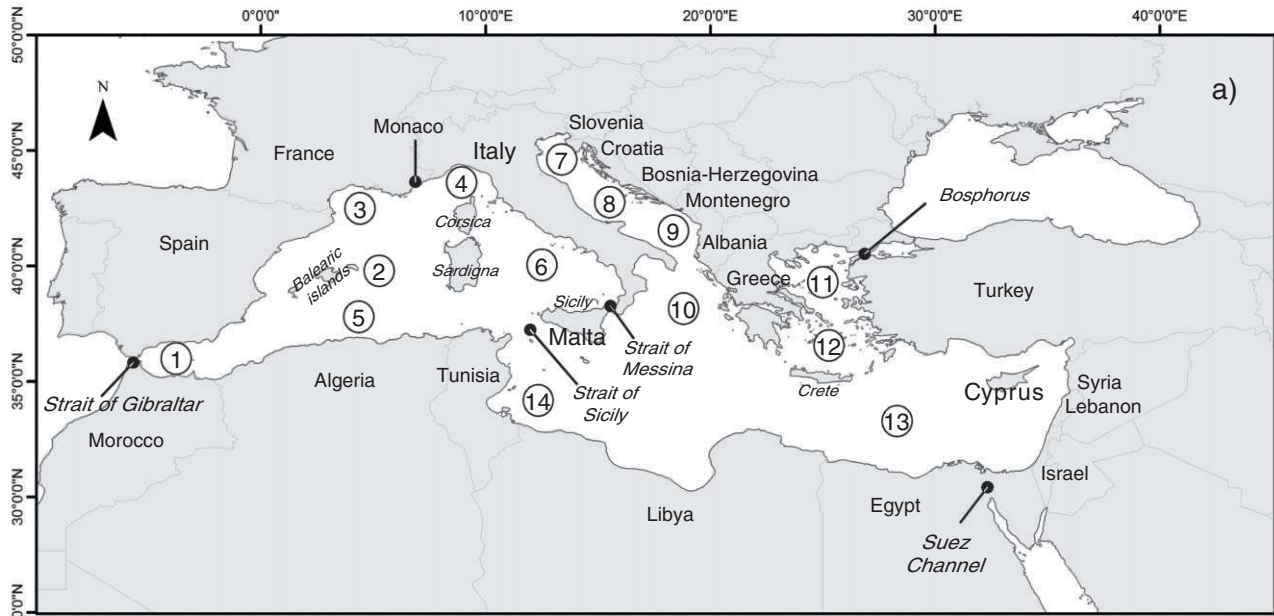 0°0'0"E
10°0'0"E
20°0'0"E
30°0'0"E
40°0'0"E
50°0'0"N
45°0'0"N
40°0'0"N
35°0'0"N
30°0'0"N
N
a)
Slovenia
Monaco
Croatia
Italy
France
7
Bosnia-Herzegovina
4
Montenegro
Bosphorus
8
3
Corsica
9
Spain
Albania
6
Balearic
islands
2
Sardigna
Greece
11
Turkey
Sicily
10
5
Malta
12
Strait of
Messina
1
Algeria
Tunisia
Crete
Cyprus
Syria
Strait of Gibraltar
14
Strait of
Sicily
Lebanon
13
Morocco
Israel
Libya
Egypt
Suez
Channel